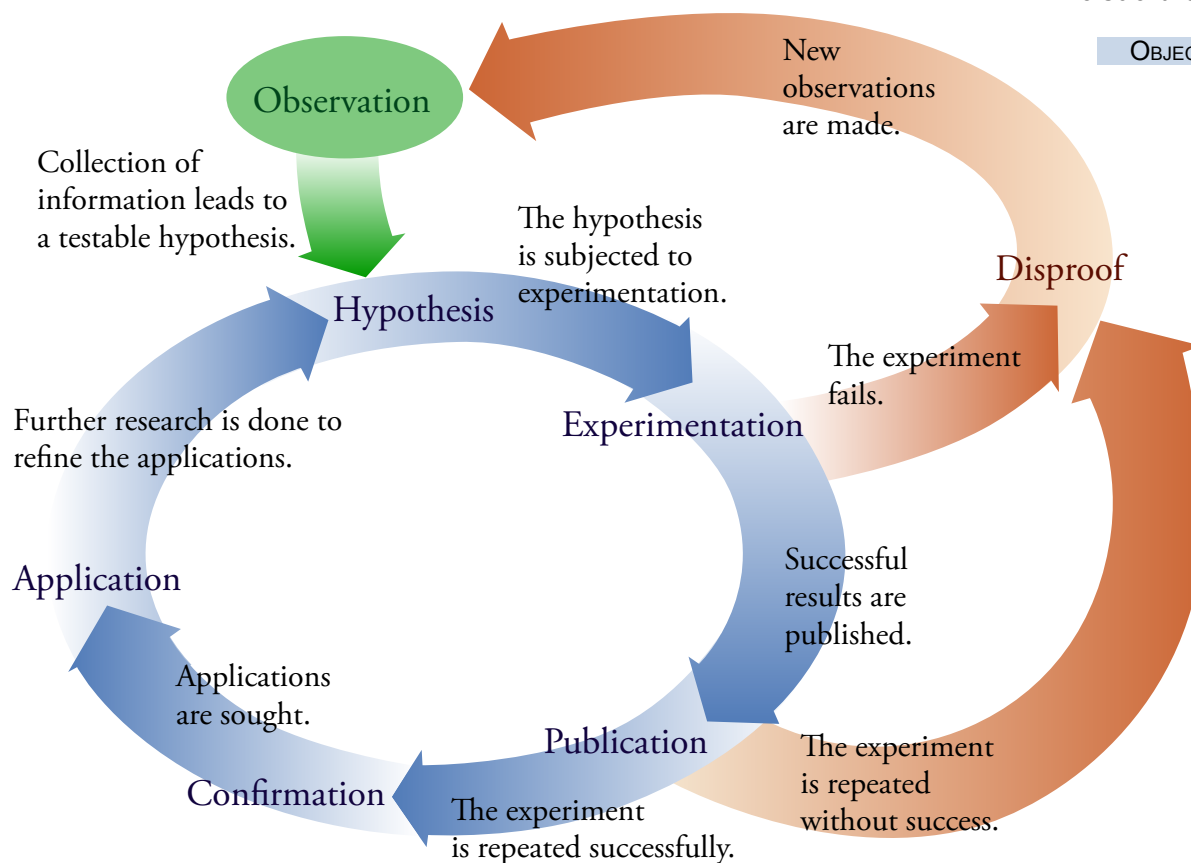 Observation
Collection of
information leads to
a testable hypothesis.
New
observations
are made.
The hypothesis
is subjected to
experimentation.
Hypothesis
Disproof
The experiment
fails.
Experimentation
Further research is done to
refine the applications.
Successful
results are
published.
Application
Applications
are sought.
Publication
The experiment
is repeated
without success.
Confirmation
The experiment
is repeated successfully.